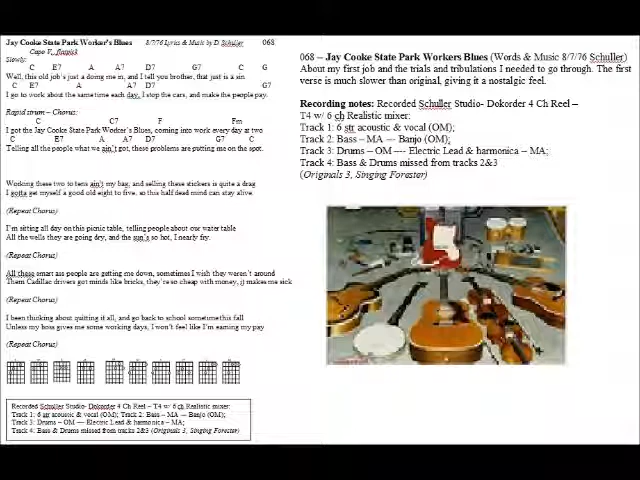 Jay Cooke State Park Worker's Blues 8/7/76 Lyrics & Music by D. Schuller 068
Capo V, flatpick
Slowly:
C E7 A A7 D7 G7 C G
Well, this old job's just a doing me in, and I tell you brother, that just is a sin
C E7 A A7 D7 G7
I go to work about the same time each day, I stop the cars, and make the people pay.
Rapid strum – Chorus:
C C7 F Fm
I got the Jay Cooke State Park Worker's Blues, coming into work every day at two
C E7 A A7 D7 G7 C
Telling all the people what we ain't got, these problems are putting me on the spot.
Working these two to tens ain't my bag, and selling these stickers is quite a drag
I gotta get myself a good old eight to five, so this half dead mind can stay alive.
(Repeat Chorus)
I'm sitting all day on this picnic table, telling people about our water table
All the wells they are going dry, and the sun's so hot, I nearly fry.
(Repeat Chorus)
All these smart ass people are getting me down, sometimes I wish they weren't around
Them Cadillac drivers got minds like bricks, they're so cheap with money, it makes me sick
(Repeat Chorus)
I been thinking about quitting it all, and go back to school sometime this fall
Unless my boss gives me some working days, I won't feel like I'm earning my pay
(Repeat Chorus)
Recorded Schuller Studio- Dokorder 4 Ch Reel – T4 w/ 6 ch Realistic mixer:
Track 1: 6 str acoustic & vocal (OM); Track 2: Bass – MA — Banjo (OM);
Track 3: Drums – OM — Electric Lead & harmonica – MA;
Track 4: Bass & Drums missed from tracks 2&3 (Originals 3, Singing Forester)
068 – Jay Cooke State Park Workers Blues (Words & Music 8/7/76 Schuller)
About my first job and the trials and tribulations I needed to go through. The first
verse is much slower than original, giving it a nostalgic feel.
Recording notes: Recorded Schuller Studio- Dokorder 4 Ch Reel –
T4 w/ 6 ch Realistic mixer:
Track 1: 6 str acoustic & vocal (OM);
Track 2: Bass – MA –– Banjo (OM);
Track 3: Drums – OM –– Electric Lead & harmonica – MA;
Track 4: Bass & Drums missed from tracks 2&3
(Originals 3, Singing Forester)